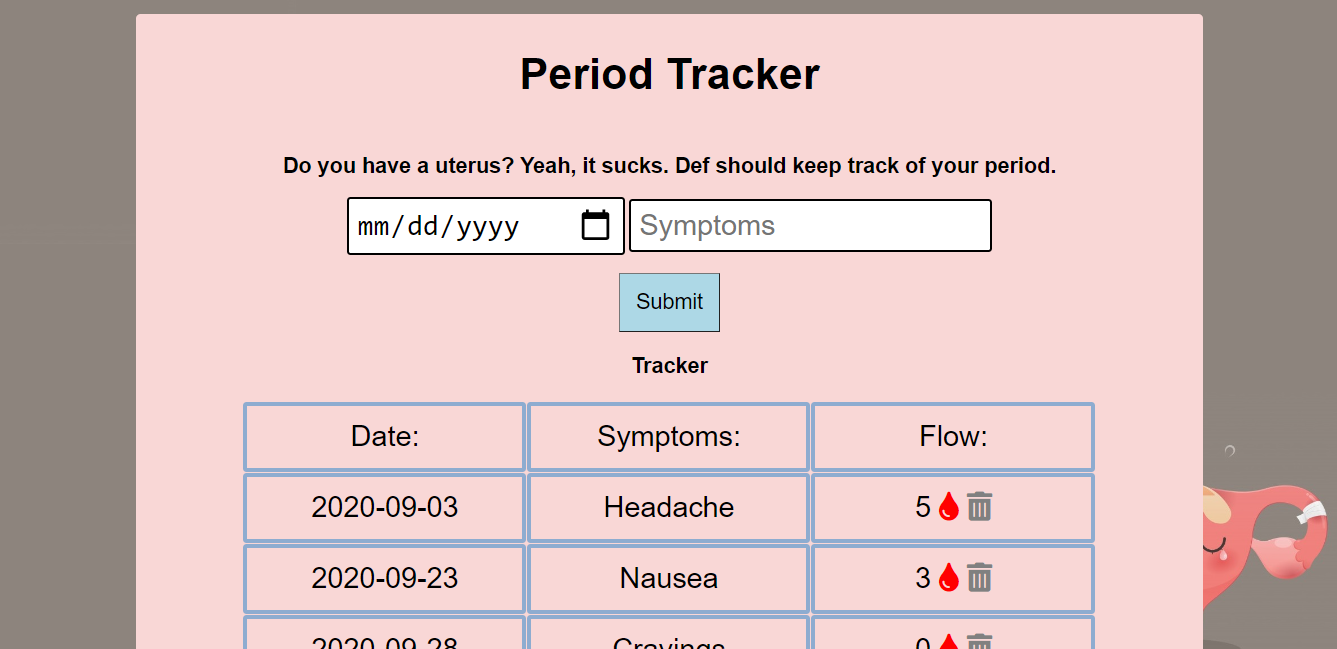 Period Tracker
Do you have a uterus? Yeah, it sucks. Def should keep track of your period.
mm/dd/yyyy Symptoms
Submit
Tracker
Date: Symptoms: Flow:
2020-09-03 Headache 5
2020-09-23 Nausea 3
2020-09-28 Cravings 0